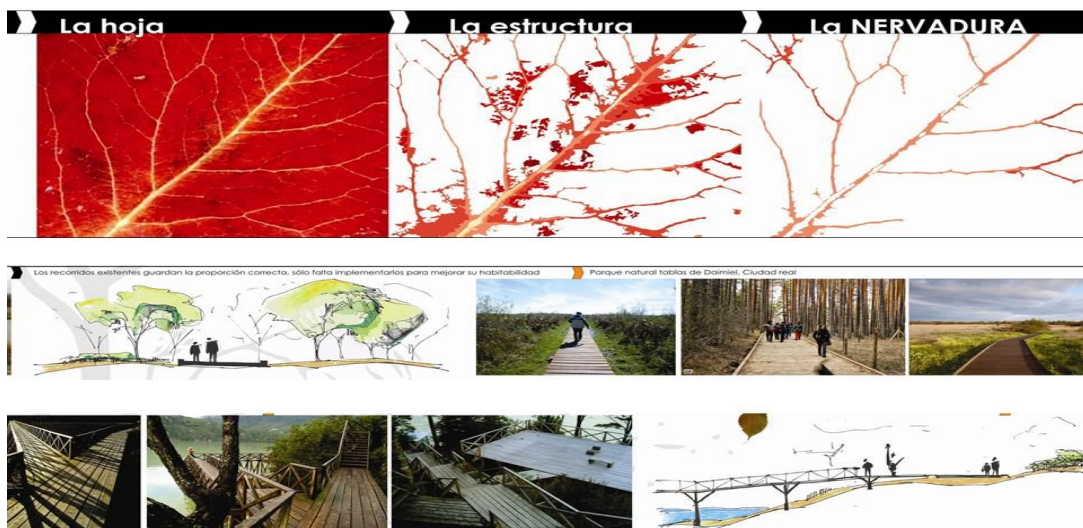 La hoja
La estructura
La NERVADURA
Los recorridos existentes guardan la proporción correcta, sólo falta implementarlos para mejorar su habitabilidad
Parque natural tablas de Daimiel, Ciudad real